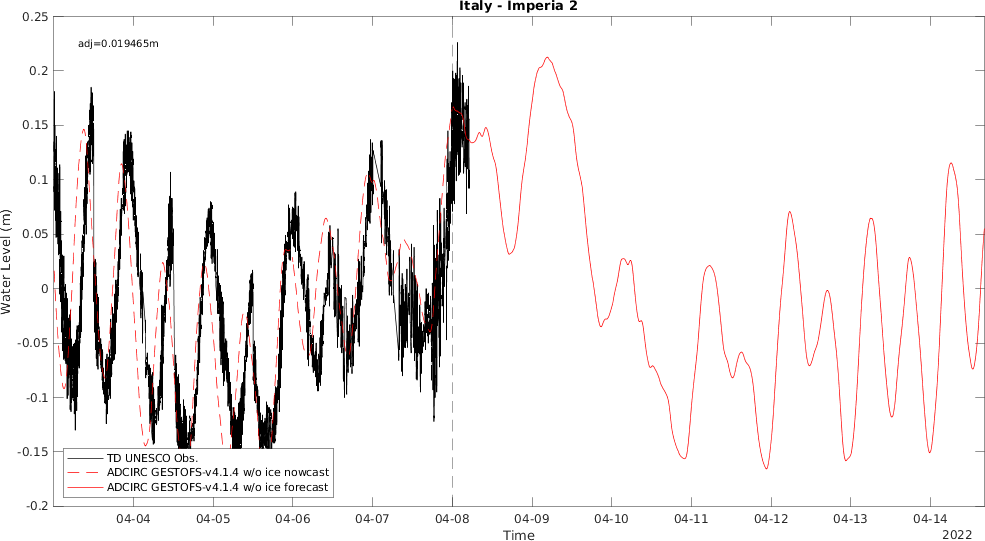 Italy - Imperia 2
adj=0.019465m
0.25
0.2
0.15
0.1
0.05
0
-0.05
-0.1
-0.15
-0.2
Water Level (m)
TD UNESCO Obs.
ADCIRC GESTOFS-v4.1.4 w/o ice nowcast
ADCIRC GESTOFS-v4.1.4 w/o ice forecast
04-04 04-05 04-06 04-07 04-08 04-09 04-10 04-11 04-12 04-13 04-14
Time
2022